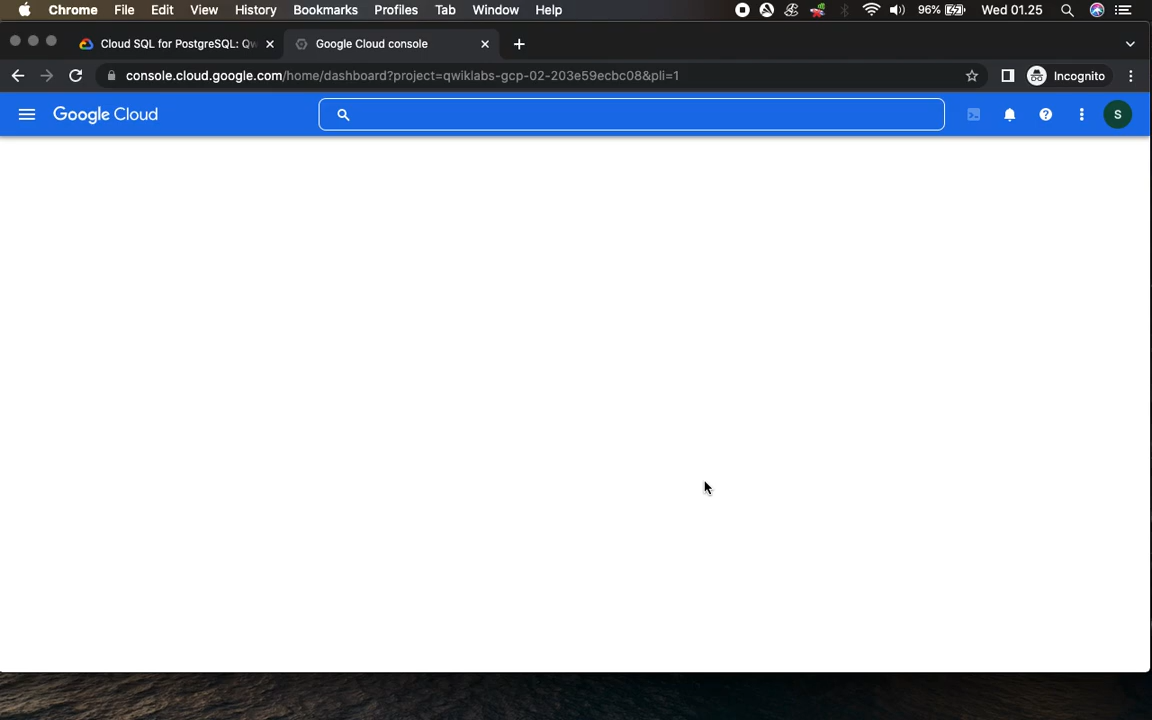 Chrome File Edit View History Bookmarks Profiles Tab Window Help 96% Wed 01.25
Cloud SQL for PostgreSQL: Qw Google Cloud console
console.cloud.google.com/home/dashboard?project=qwiklabs-gcp-02-203e59ecbc08&pli=1 Incognito
Google Cloud S